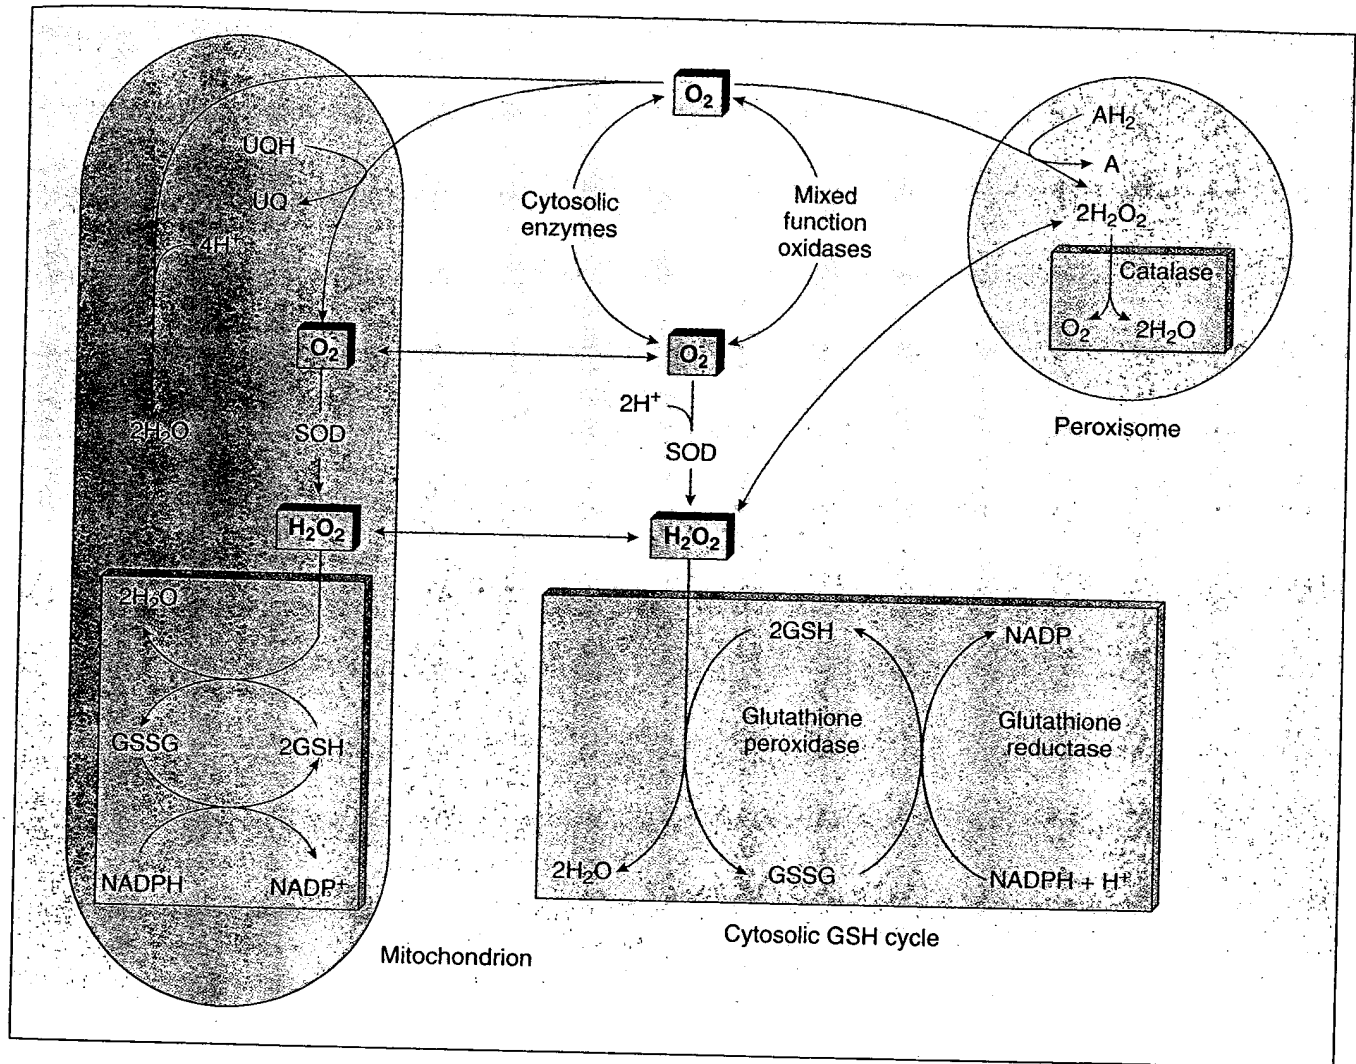 O₂
UQH
UQ
4H⁺
O₂⁻
2H₂O
SOD
H₂O₂
2H₂O
GSSG
2GSH
NADPH
NADP⁺
Mitochondrion
Cytosolic
enzymes
Mixed
function
oxidases
O₂⁻
2H⁺
SOD
H₂O₂
AH₂
A
2H₂O₂
Catalase
O₂
2H₂O
Peroxisome
2GSH
NADP
Glutathione
peroxidase
Glutathione
reductase
2H₂O
GSSG
NADPH + H⁺
Cytosolic GSH cycle